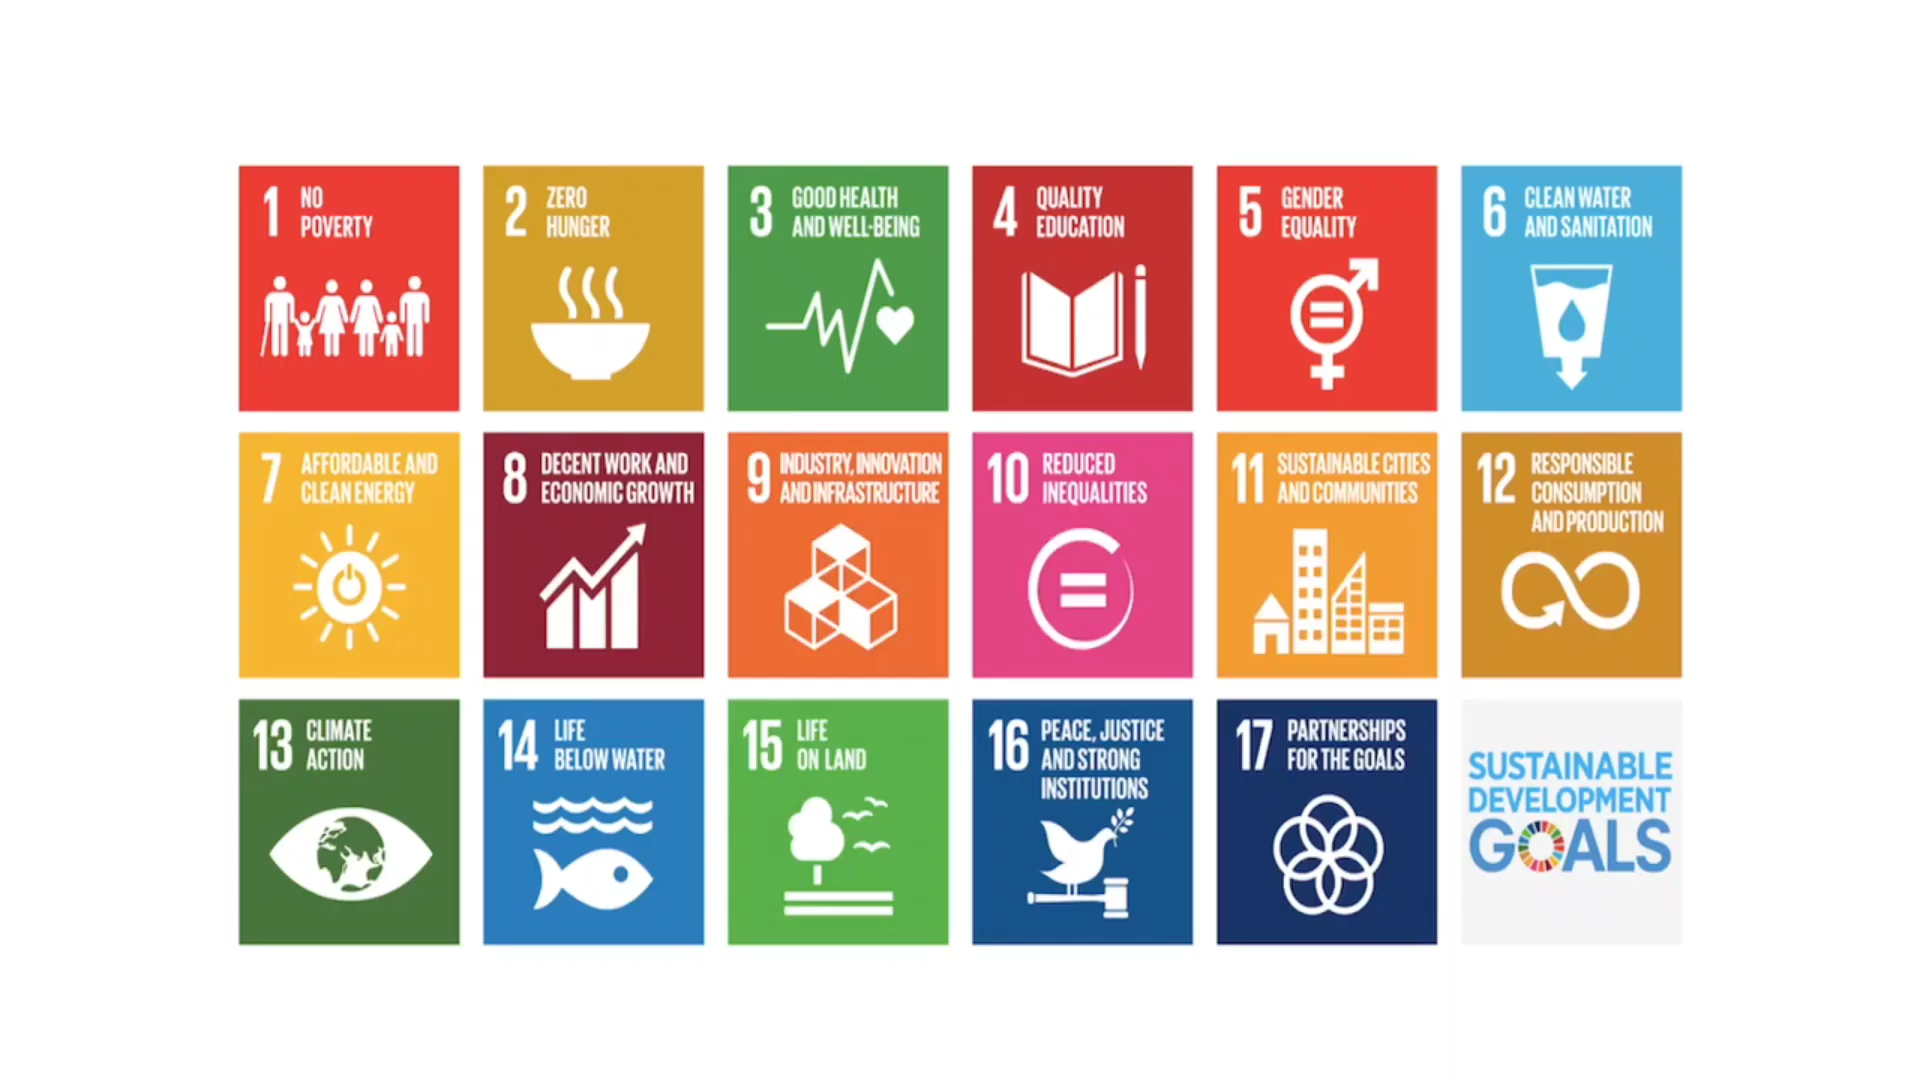 1 NO
POVERTY
2 ZERO
HUNGER
3 GOOD HEALTH
AND WELL-BEING
4 QUALITY
EDUCATION
5 GENDER
EQUALITY
6 CLEAN WATER
AND SANITATION
7 AFFORDABLE AND
CLEAN ENERGY
8 DECENT WORK AND
ECONOMIC GROWTH
9 INDUSTRY, INNOVATION
AND INFRASTRUCTURE
10 REDUCED
INEQUALITIES
11 SUSTAINABLE CITIES
AND COMMUNITIES
12 RESPONSIBLE
CONSUMPTION
AND PRODUCTION
13 CLIMATE
ACTION
14 LIFE
BELOW WATER
15 LIFE
ON LAND
16 PEACE, JUSTICE
AND STRONG
INSTITUTIONS
17 PARTNERSHIPS
FOR THE GOALS
SUSTAINABLE
DEVELOPMENT
GOALS